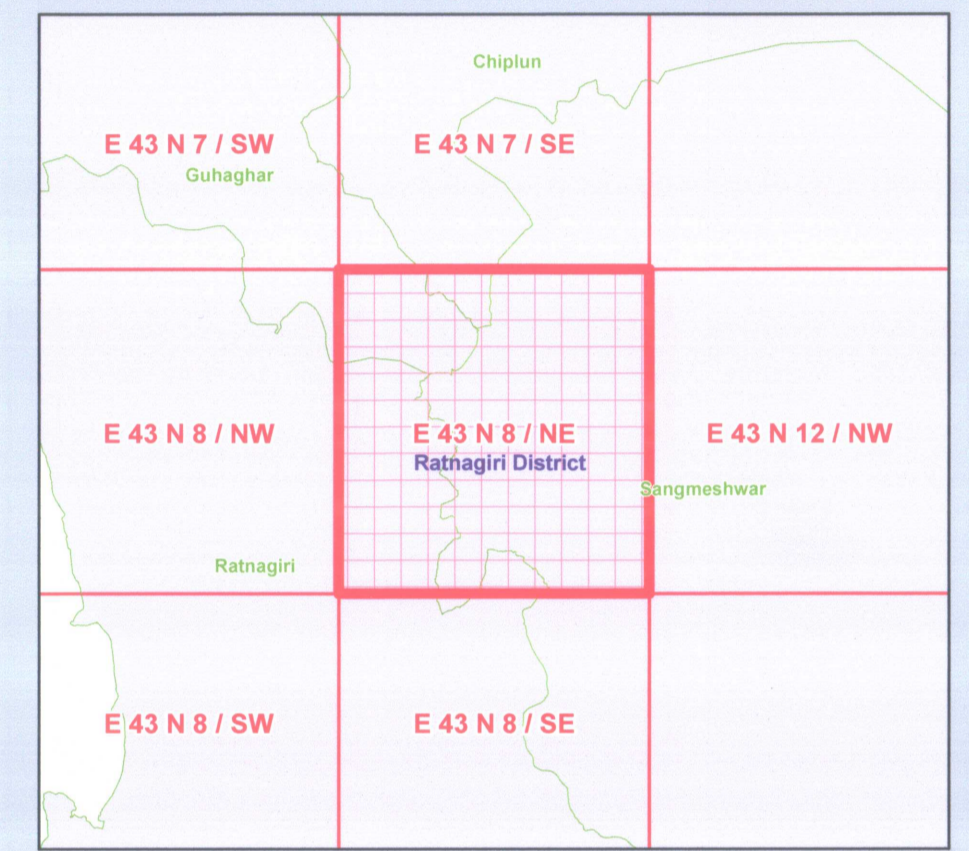 Chiplun
E 43 N 7 / SW
E 43 N 7 / SE
Guhaghar
E 43 N 8 / NW
E 43 N 8 / NE
E 43 N 12 / NW
Ratnagiri District
Sangmeshwar
Ratnagiri
E 43 N 8 / SW
E 43 N 8 / SE